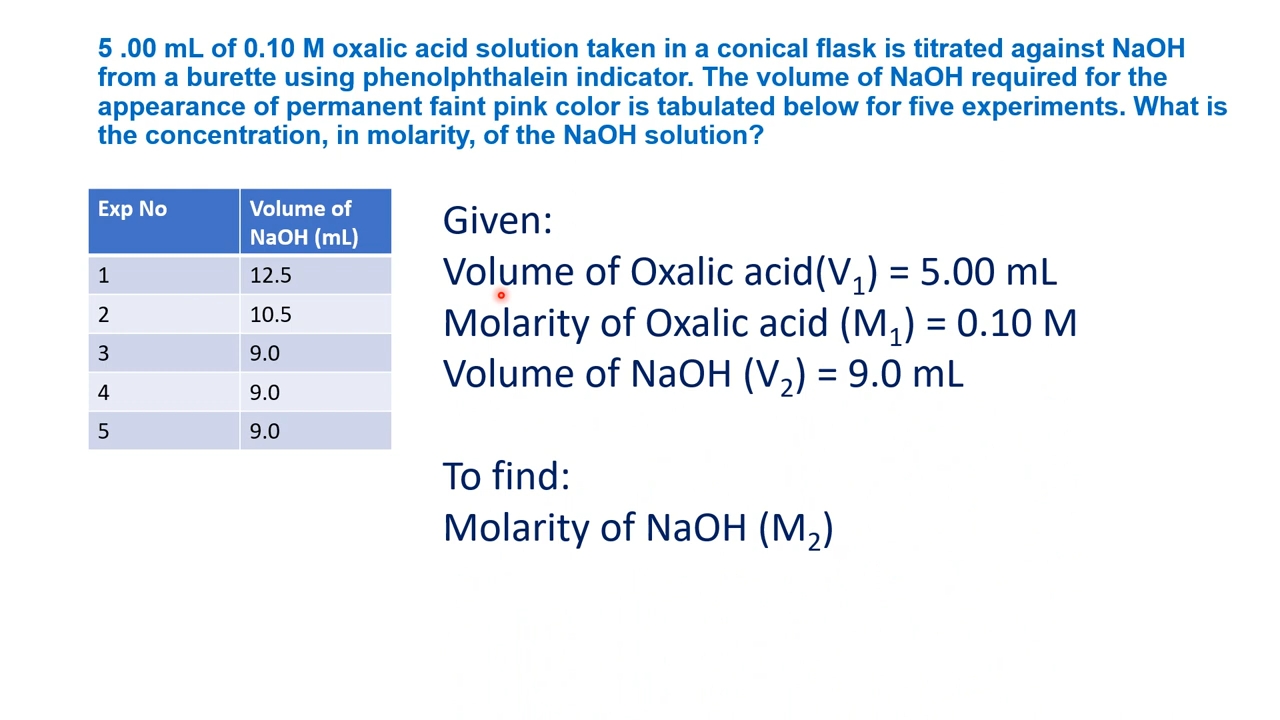 5 .00 mL of 0.10 M oxalic acid solution taken in a conical flask is titrated against NaOH
from a burette using phenolphthalein indicator. The volume of NaOH required for the
appearance of permanent faint pink color is tabulated below for five experiments. What is
the concentration, in molarity, of the NaOH solution?
Exp No
Volume of
NaOH (mL)
1 12.5
2 10.5
3 9.0
4 9.0
5 9.0
Given:
Volume of Oxalic acid(V₁) = 5.00 mL
Molarity of Oxalic acid (M₁) = 0.10 M
Volume of NaOH (V₂) = 9.0 mL
To find:
Molarity of NaOH (M₂)